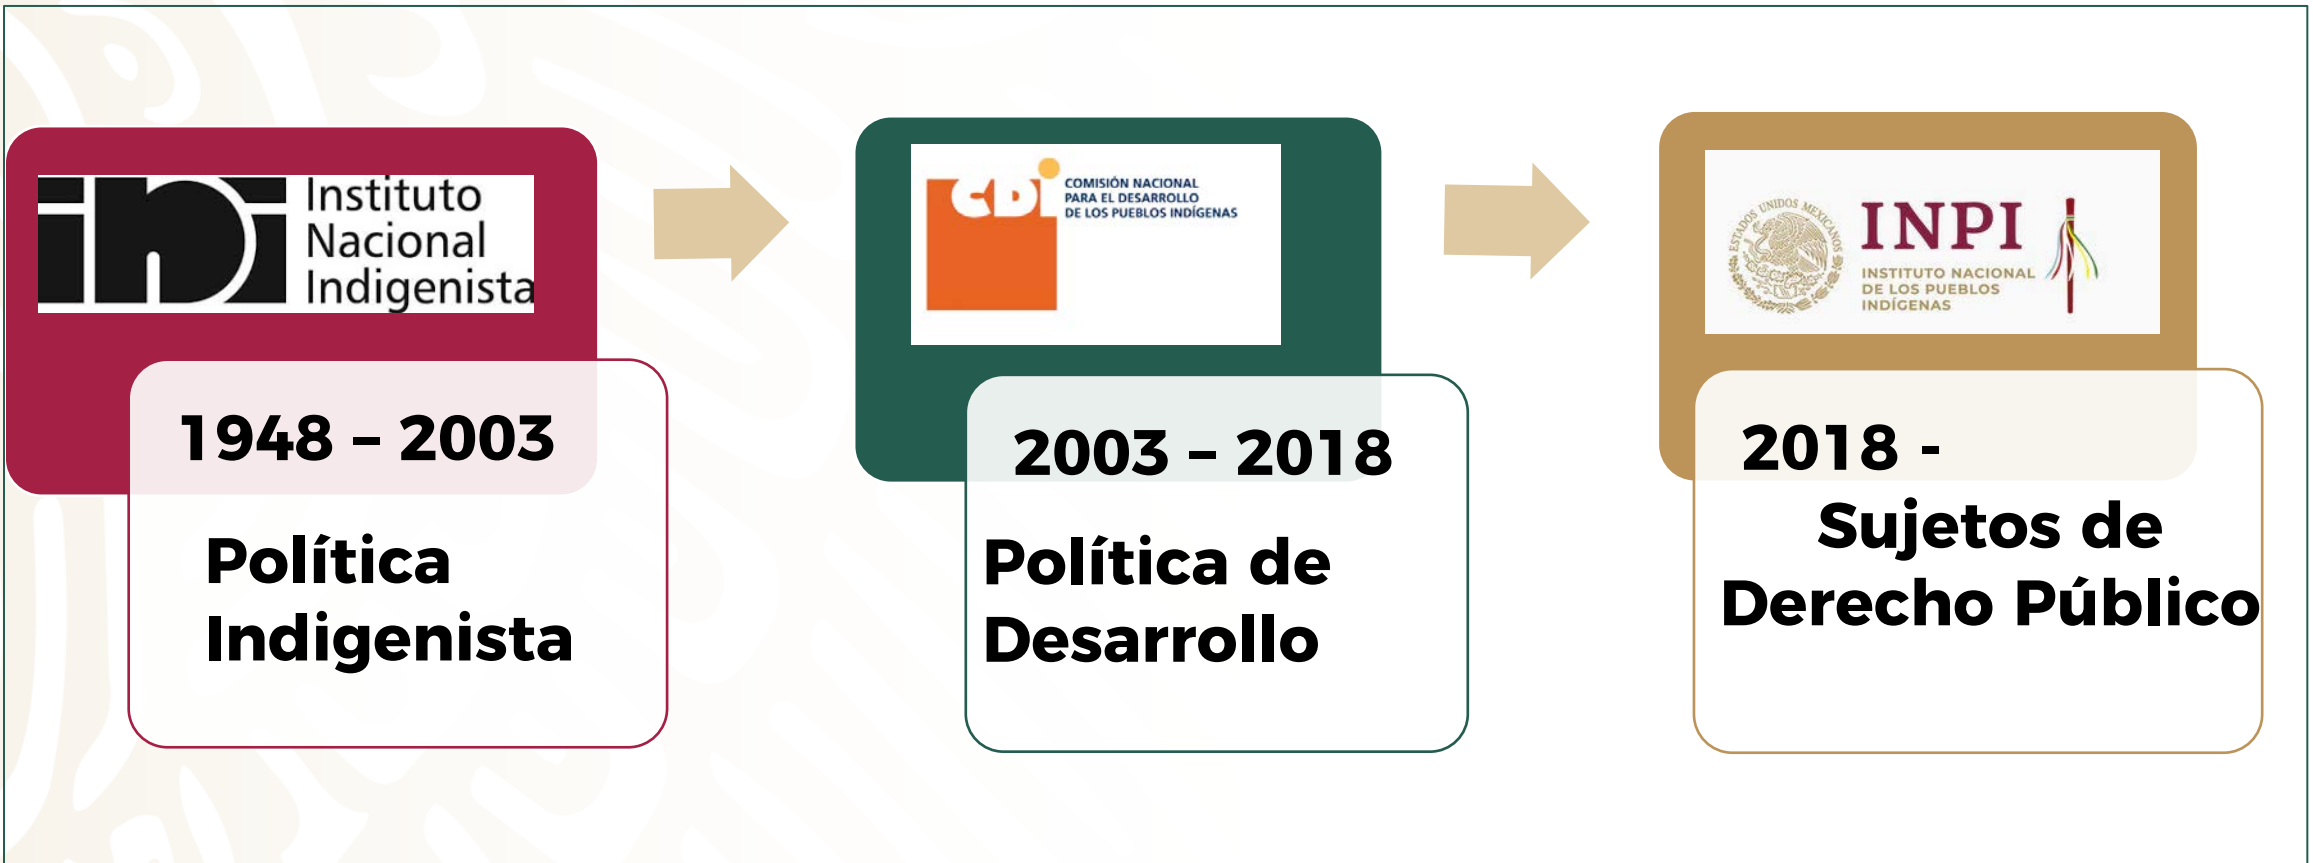 ini
Instituto
Nacional
Indigenista
1948 – 2003
Política
Indigenista
CDI
COMISIÓN NACIONAL
PARA EL DESARROLLO
DE LOS PUEBLOS INDÍGENAS
2003 – 2018
Política de
Desarrollo
ESTADOS UNIDOS MEXICANOS
INPI
INSTITUTO NACIONAL
DE LOS PUEBLOS
INDÍGENAS
2018 -
Sujetos de
Derecho Público